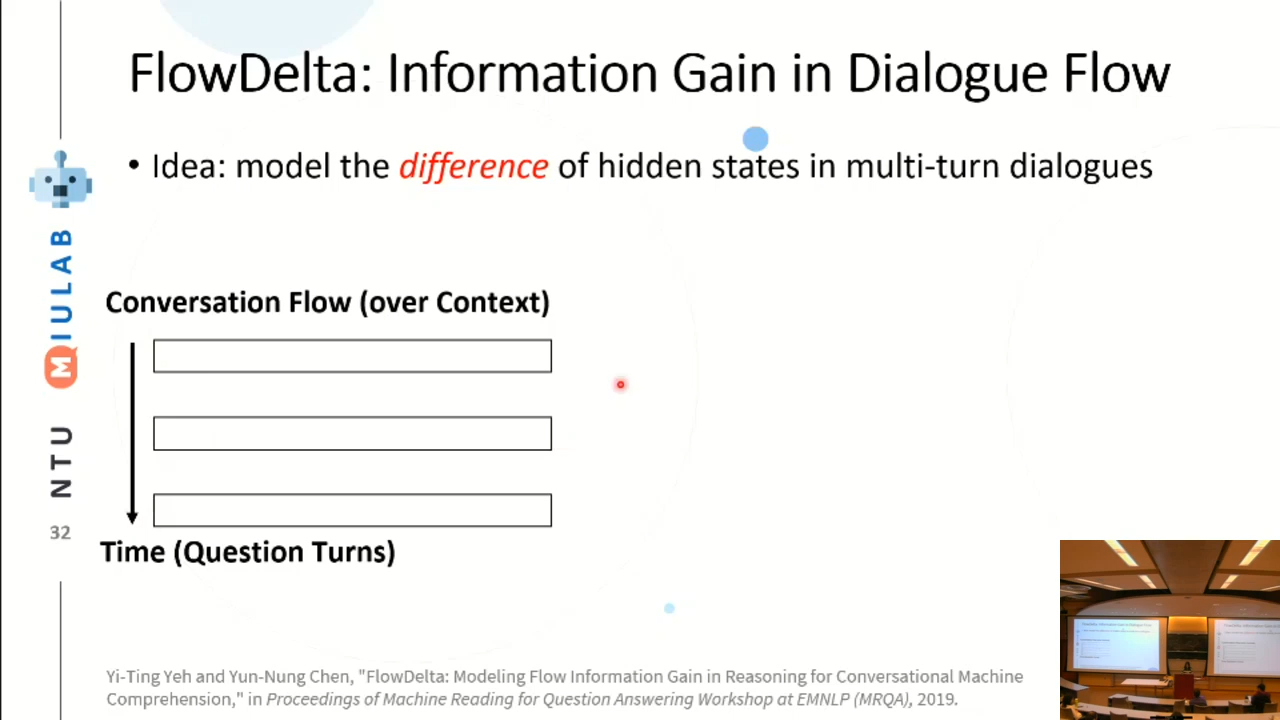 FlowDelta: Information Gain in Dialogue Flow
• Idea: model the difference of hidden states in multi-turn dialogues
Conversation Flow (over Context)
Time (Question Turns)
NTU MIULAB
32
Yi-Ting Yeh and Yun-Nung Chen, "FlowDelta: Modeling Flow Information Gain in Reasoning for Conversational Machine
Comprehension," in Proceedings of Machine Reading for Question Answering Workshop at EMNLP (MRQA), 2019.